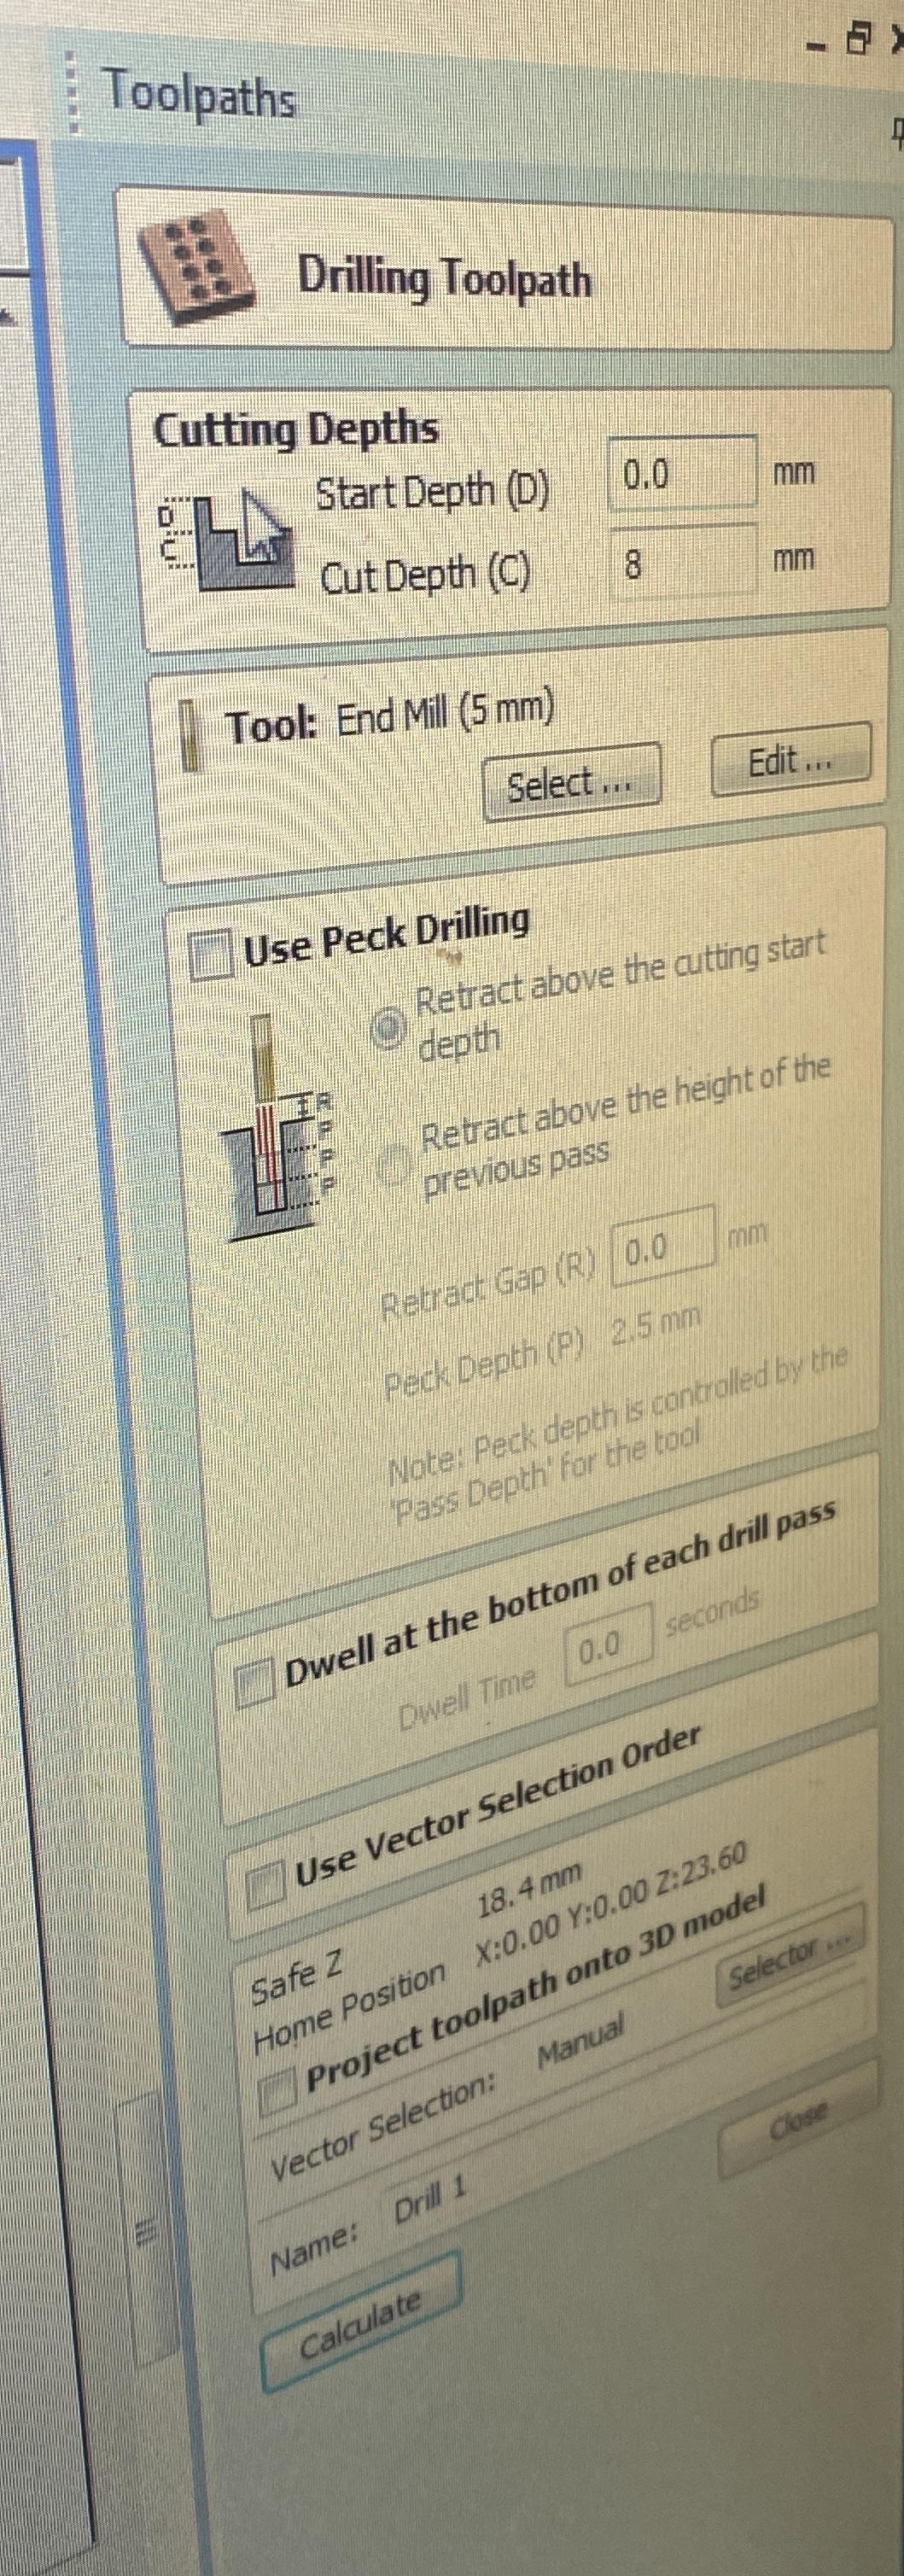 Toolpaths
Drilling Toolpath
Cutting Depths
D
C
Start Depth (D) 0.0 mm
Cut Depth (C) 8 mm
Tool: End Mill (5 mm)
Select ... Edit ...
Use Peck Drilling
Retract above the cutting start
depth
R
P
P
P
Retract above the height of the
previous pass
Retract Gap (R) 0.0 mm
Peck Depth (P) 2.5 mm
Note: Peck depth is controlled by the
'Pass Depth' for the tool
Dwell at the bottom of each drill pass
Dwell Time 0.0 seconds
Use Vector Selection Order
Safe Z 18.4 mm
Home Position X:0.00 Y:0.00 Z:23.60
Project toolpath onto 3D model
Vector Selection: Manual Selector ...
Name: Drill 1
Calculate Close